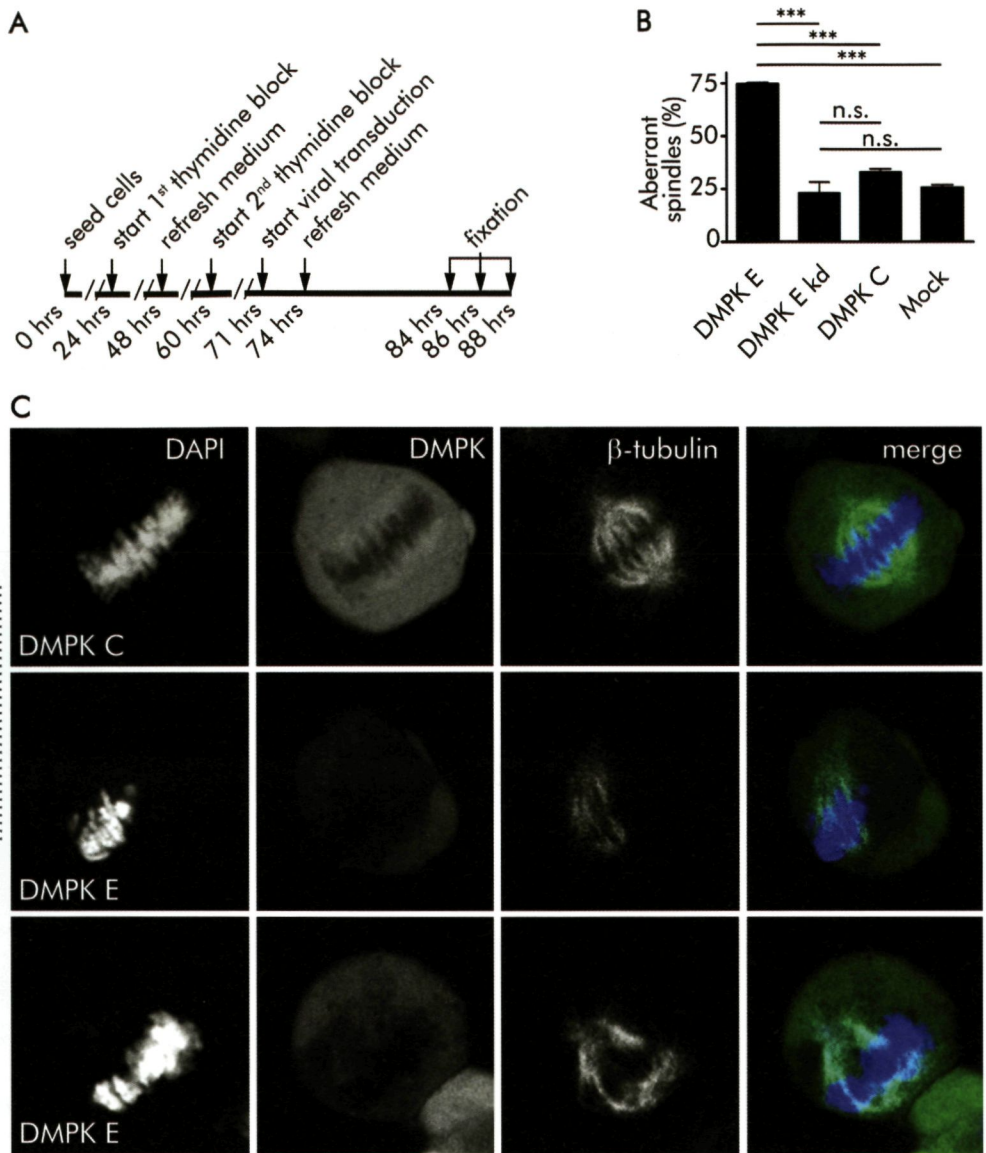 A
seed cells
start 1st thymidine block
refresh medium
start 2nd thymidine block
start viral transduction
refresh medium
fixation
0 hrs
24 hrs
48 hrs
60 hrs
71 hrs
74 hrs
84 hrs
86 hrs
88 hrs
B
***
***
***
n.s.
n.s.
Aberrant
spindles (%)
75
50
25
0
DMPK E
DMPK E kd
DMPK C
Mock
C
DAPI
DMPK
β-tubulin
merge
DMPK C
DMPK E
DMPK E